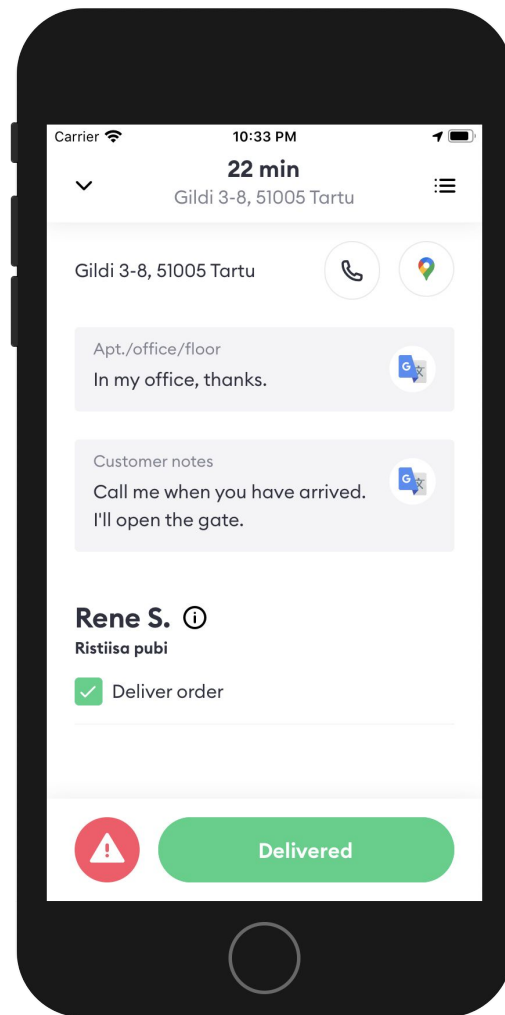 Carrier
10:33 PM
22 min
Gildi 3-8, 51005 Tartu
Gildi 3-8, 51005 Tartu
Apt./office/floor
In my office, thanks.
G 文
Customer notes
Call me when you have arrived.
I'll open the gate.
G 文
Rene S.
Ristiisa pubi
Deliver order
Delivered